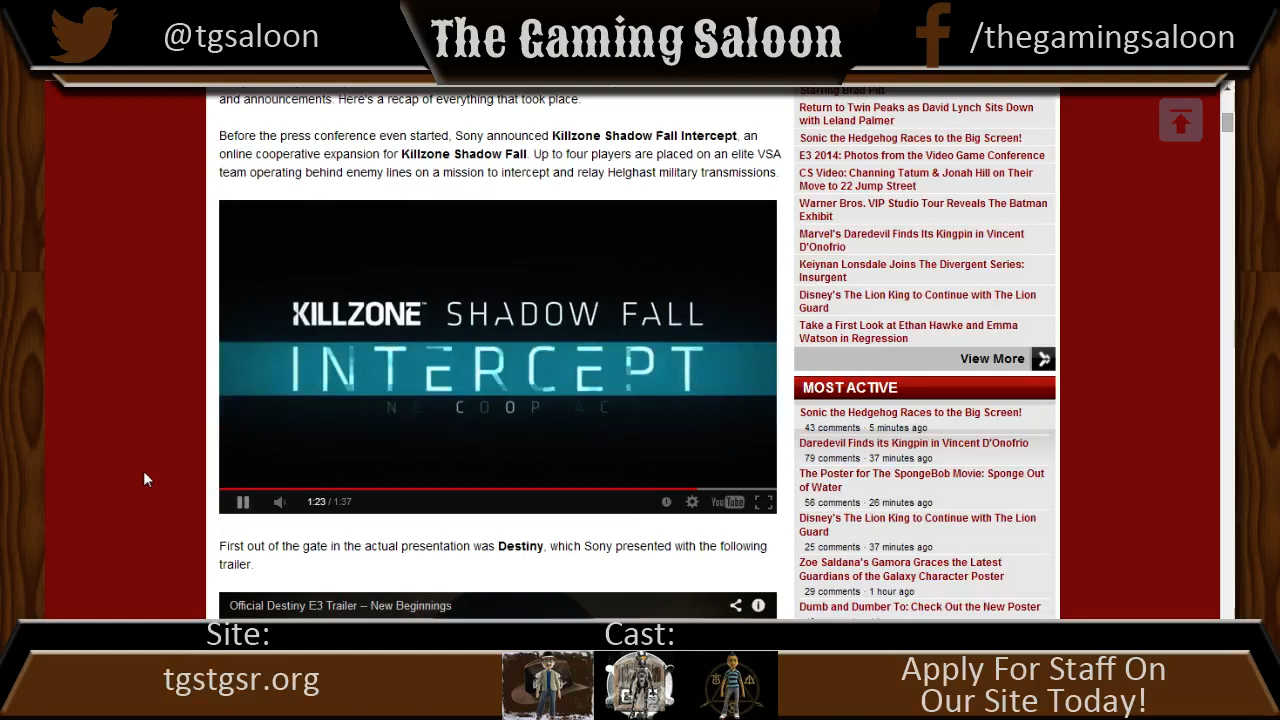 @tgsaloon
The Gaming Saloon
/thegamingsaloon
and announcements. Here's a recap of everything that took place.
Before the press conference even started, Sony announced Killzone Shadow Fall Intercept, an
online cooperative expansion for Killzone Shadow Fall. Up to four players are placed on an elite VSA
team operating behind enemy lines on a mission to intercept and relay Helghast military transmissions.
KILLZONE™ SHADOW FALL
INTERCEPT
1:23 / 1:37
YouTube
First out of the gate in the actual presentation was Destiny, which Sony presented with the following
trailer.
Official Destiny E3 Trailer – New Beginnings
Starring Brad Pitt
Return to Twin Peaks as David Lynch Sits Down
with Leland Palmer
Sonic the Hedgehog Races to the Big Screen!
E3 2014: Photos from the Video Game Conference
CS Video: Channing Tatum & Jonah Hill on Their
Move to 22 Jump Street
Warner Bros. VIP Studio Tour Reveals The Batman
Exhibit
Marvel's Daredevil Finds Its Kingpin in Vincent
D'Onofrio
Keiynan Lonsdale Joins The Divergent Series:
Insurgent
Disney's The Lion King to Continue with The Lion
Guard
Take a First Look at Ethan Hawke and Emma
Watson in Regression
View More
MOST ACTIVE
Sonic the Hedgehog Races to the Big Screen!
43 comments · 5 minutes ago
Daredevil Finds its Kingpin in Vincent D'Onofrio
79 comments · 37 minutes ago
The Poster for The SpongeBob Movie: Sponge Out
of Water
56 comments · 26 minutes ago
Disney's The Lion King to Continue with The Lion
Guard
25 comments · 37 minutes ago
Zoe Saldana's Gamora Graces the Latest
Guardians of the Galaxy Character Poster
29 comments · 1 hour ago
Dumb and Dumber To: Check Out the New Poster
Site:
tgstgsr.org
Cast:
Apply For Staff On
Our Site Today!